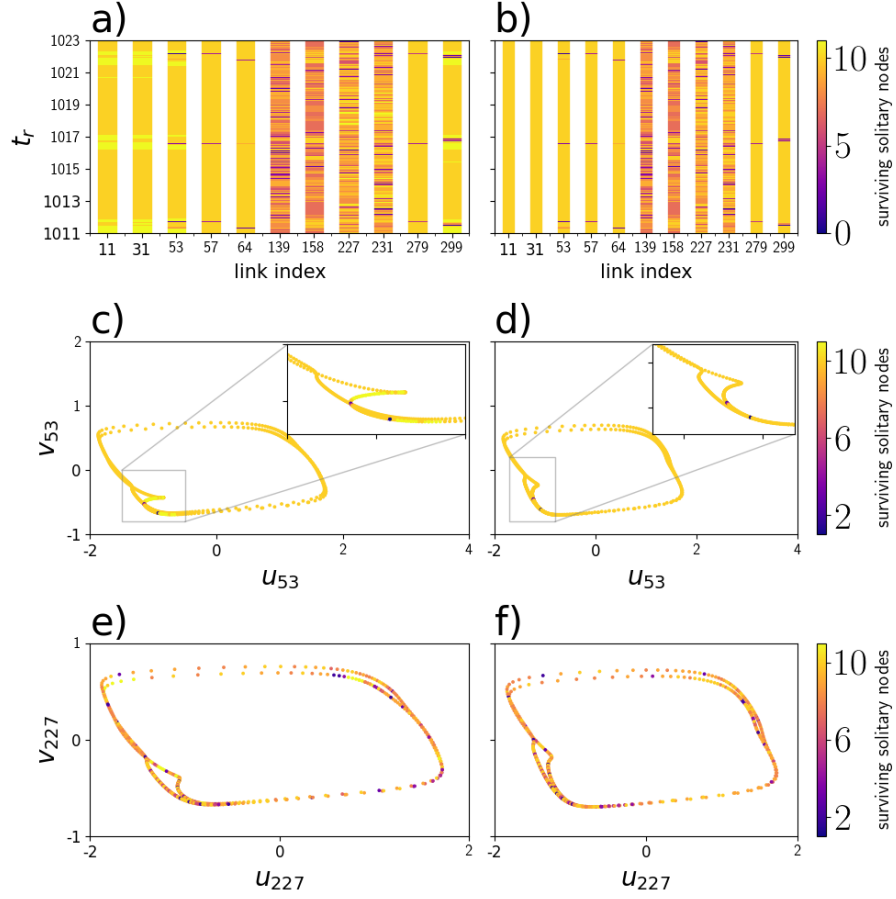 a)
b)
1023
1021
1019
1017
1015
1013
1011
t_r
11 31 53 57 64 139 158 227 231 279 299
link index
11 31 53 57 64 139 158 227 231 279 299
link index
10
5
0
surviving solitary nodes
c)
d)
2
1
0
-1
v_53
-2 0 2 4
u_53
-2 0 2 4
u_53
10
6
2
surviving solitary nodes
e)
f)
1
0
-1
v_227
-2 0 2
u_227
-2 0 2
u_227
10
6
2
surviving solitary nodes